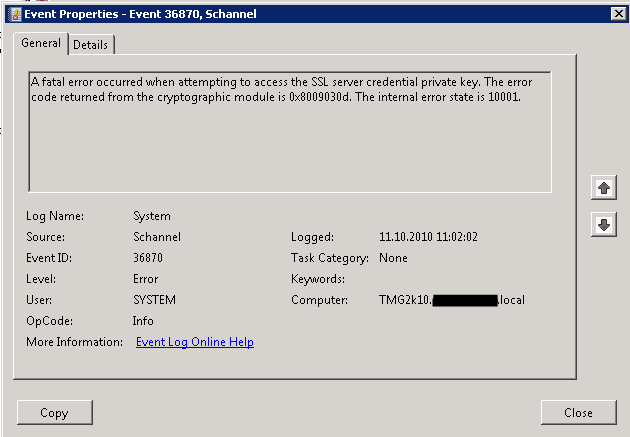 Event Properties - Event 36870, Schannel
General Details
A fatal error occurred when attempting to access the SSL server credential private key. The error
code returned from the cryptographic module is 0x8009030d. The internal error state is 10001.
Log Name: System
Source: Schannel Logged: 11.10.2010 11:02:02
Event ID: 36870 Task Category: None
Level: Error Keywords:
User: SYSTEM Computer: TMG2k10. .local
OpCode: Info
More Information: Event Log Online Help
Copy Close